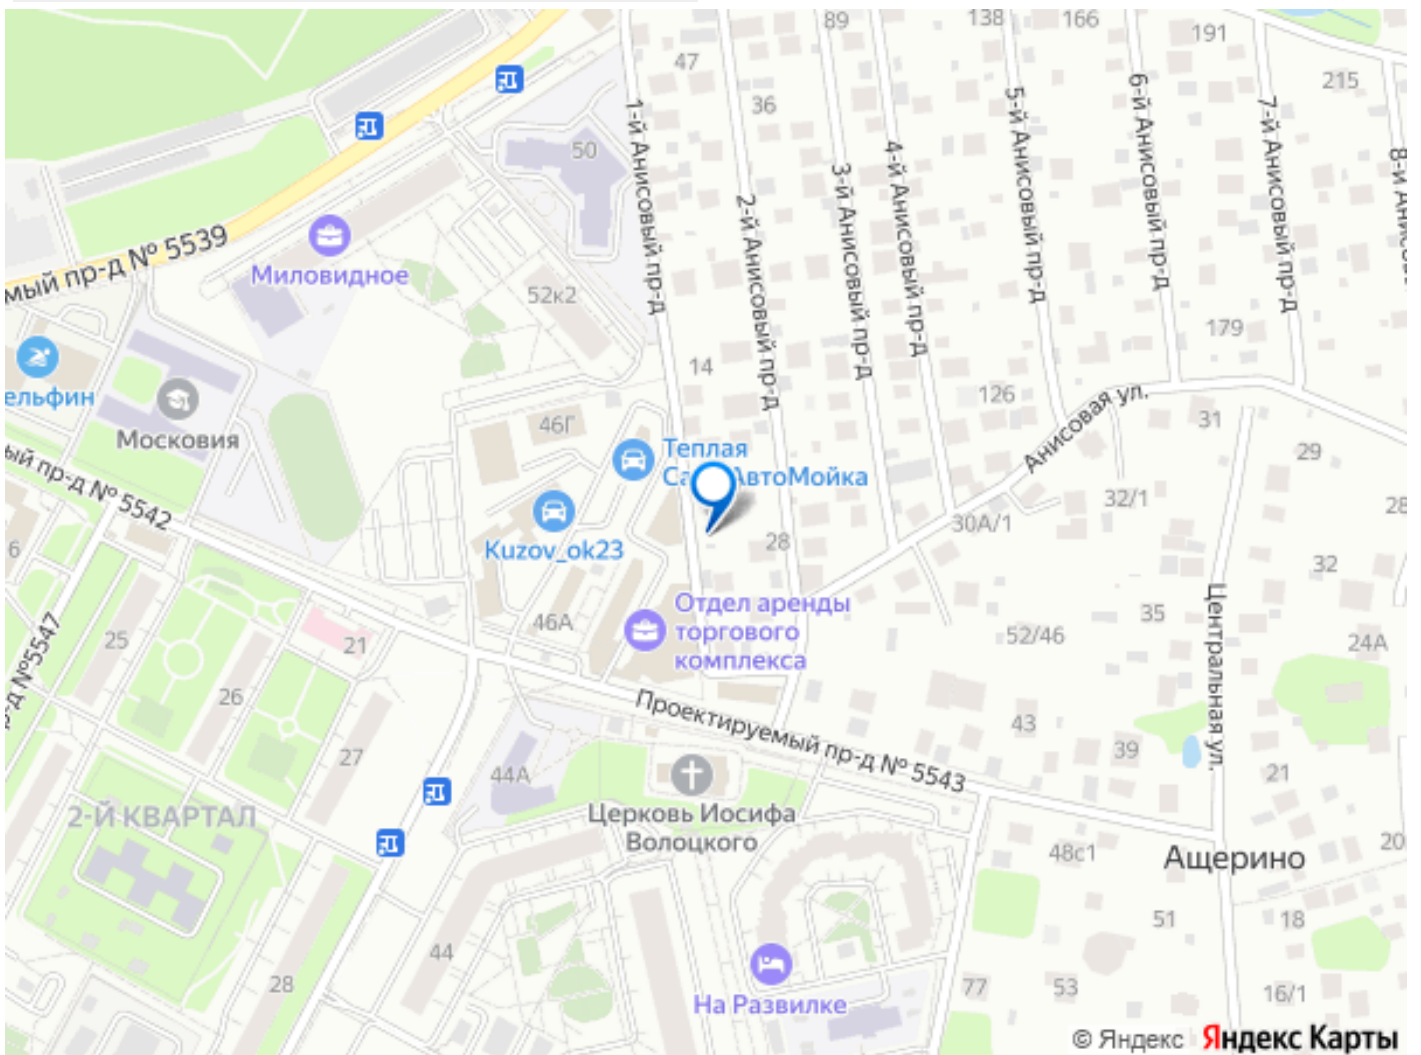 89
138
166
191
47
215
36
50
1-й Анисовый пр-д
2-й Анисовый пр-д
3-й Анисовый пр-д
4-й Анисовый пр-д
5-й Анисовый пр-д
6-й Анисовый пр-д
7-й Анисовый пр-д
8-й Анисов
мый пр-д № 5539
Миловидное
52к2
179
14
126
ельфин
Московия
46Г
Теплая
АвтоМойка
Анисовая ул.
31
29
ый пр-д № 5542
Kuzov_ok23
28
30А/1
32/1
28
6
32
р-д №5547
25
21
46А
Отдел аренды
торгового
комплекса
52/46
35
Центральная ул.
24А
26
27
Проектируемый пр-д № 5543
43
39
21
44А
2-Й КВАРТАЛ
Церковь Иосифа
Волоцкого
48с1
20
Ащерино
51
18
44
28
На Развилке
77
53
16/1
© Яндекс Яндекс Карты